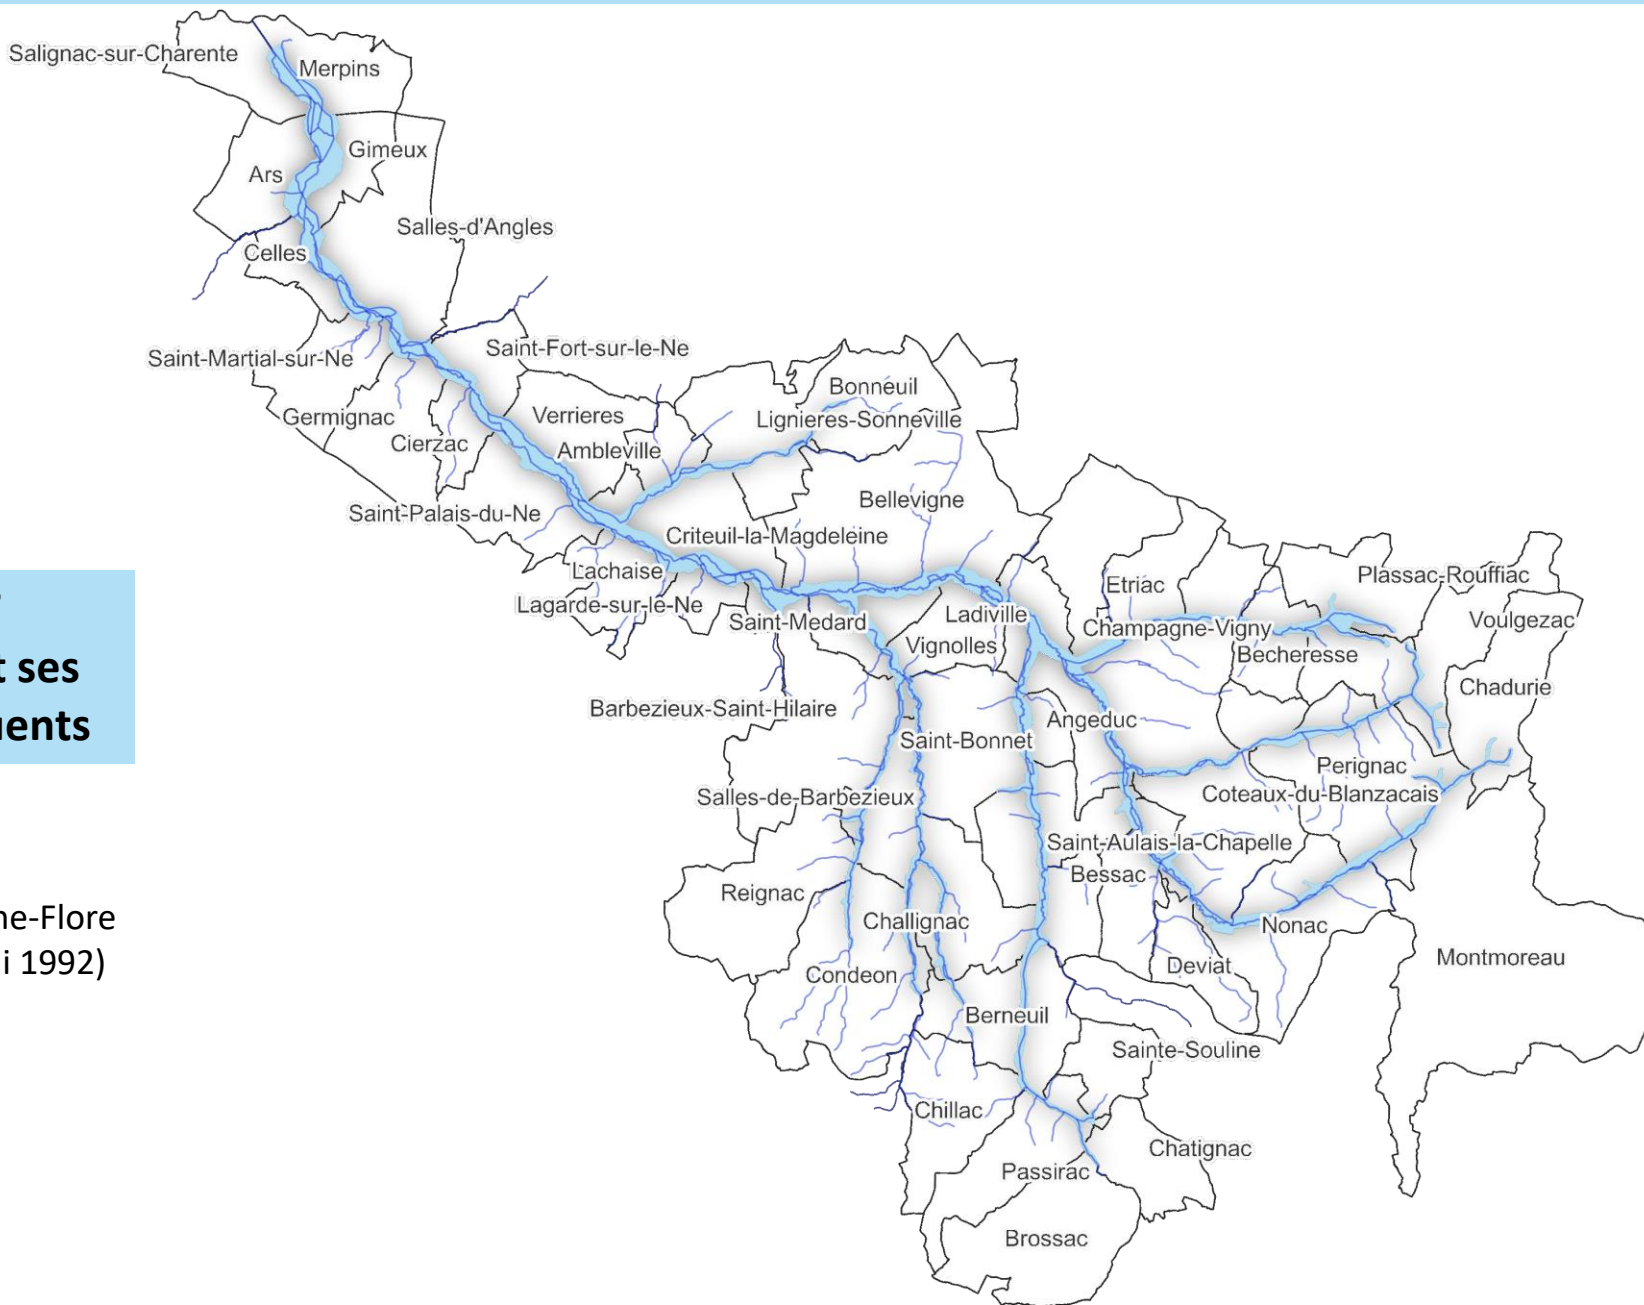 Salignac-sur-Charente
Merpins
Gimeux
Ars
Salles-d'Angles
Celles
Saint-Martial-sur-Ne
Saint-Fort-sur-le-Ne
Bonneuil
Germignac
Verrieres
Lignieres-Sonneville
Cierzac
Ambleville
Bellevigne
Saint-Palais-du-Ne
Criteuil-la-Magdeleine
Lachaise
Etriac
Plassac-Rouffiac
Lagarde-sur-le-Ne
Saint-Medard
Ladiville
Champagne-Vigny
Voulgezac
Vignolles
Becheresse
t ses
Chadurie
Barbezieux-Saint-Hilaire
Angeduc
uents
Saint-Bonnet
Perignac
Salles-de-Barbezieux
Coteaux-du-Blanzacais
Saint-Aulais-la-Chapelle
Bessac
Reignac
ne-Flore
Challignac
Nonac
i 1992)
Condeon
Deviat
Montmoreau
Berneuil
Sainte-Souline
Chillac
Chatignac
Passirac
Brossac